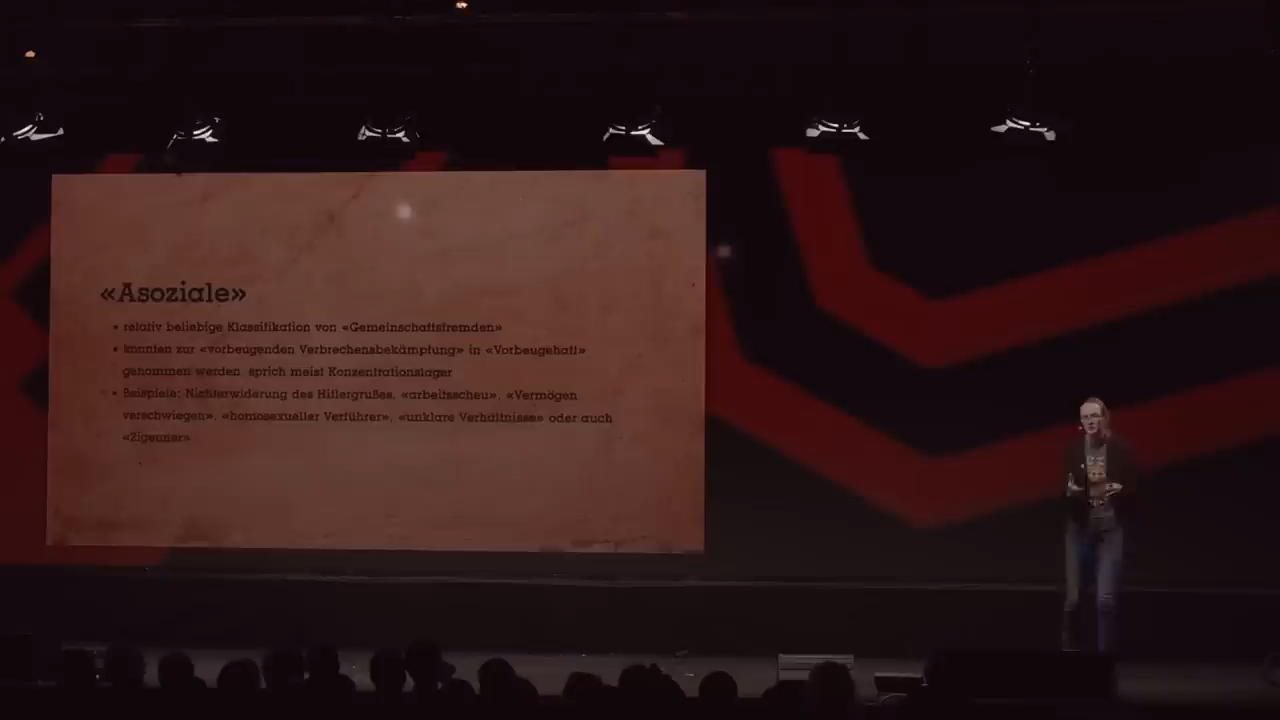 «Asoziale»
• relativ beliebige Klassifikation von «Gemeinschaftsfremden»
• konnten zur «vorbeugenden Verbrechensbekämpfung» in «Vorbeugehaft»
genommen werden, sprich meist Konzentrationslager
• Beispiele: Nichterwiderung des Hitlergrußes, «arbeitsscheu», «Vermögen
verschwiegen», «homosexueller Verführer», «unklare Verhältnisse» oder auch
«Zigeuner»